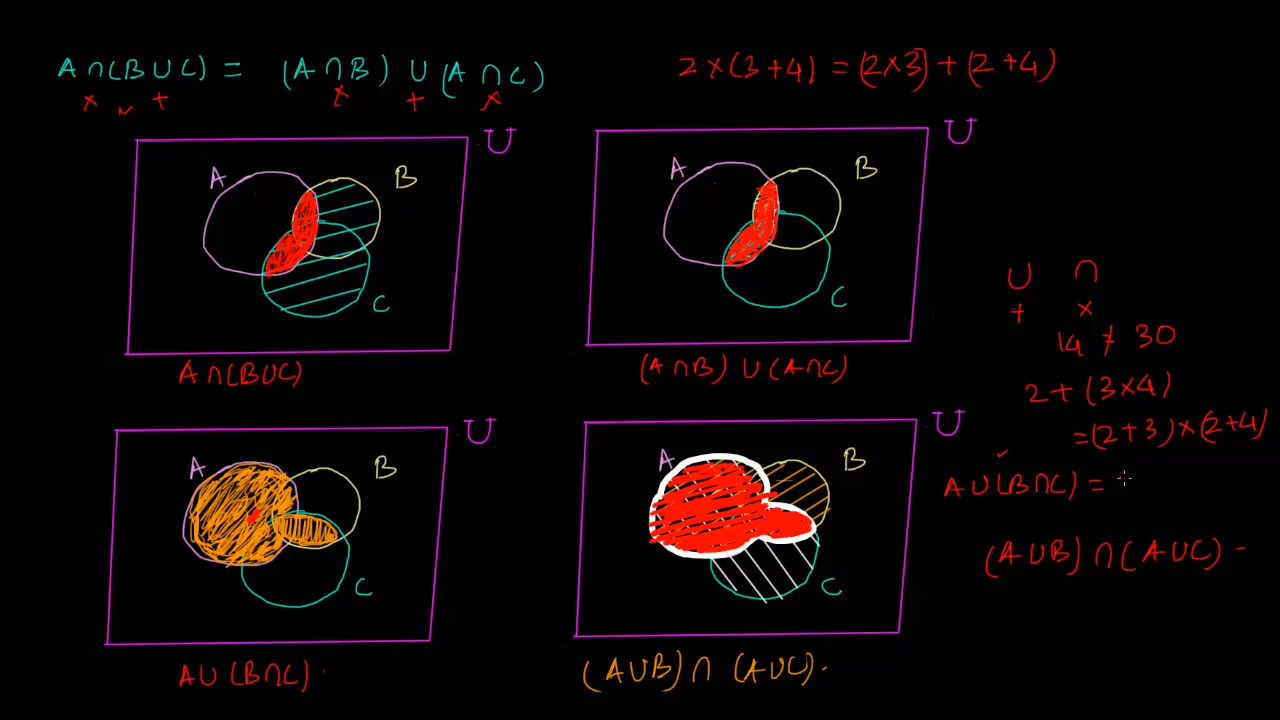 A∩(B∪C) = (A∩B) ∪ (A∩C)
× ~ + × + ×
2×(3+4) = (2×3)+(2+4)
U
A
B
C
A∩(B∪C)
U
A
B
C
(A∩B) ∪ (A∩C)
∪ ∩
+ ×
14 ≠ 30
2+(3×4)
=(2+3)×(2+4)
A∪(B∩C) =
(A∪B)∩(A∪C) -
U
A
B
C
A∪(B∩C).
U
A
B
C
(A∪B)∩(A∪C).